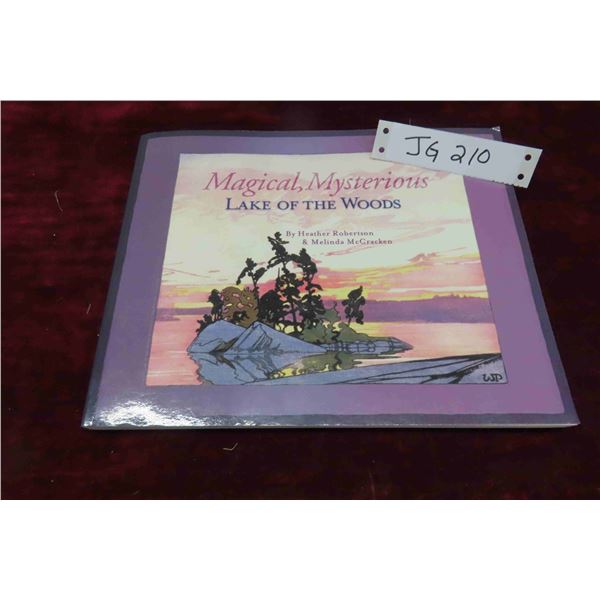 JG 210
Magical, Mysterious
LAKE OF THE WOODS
By Heather Robertson
& Melinda McCracken
WP